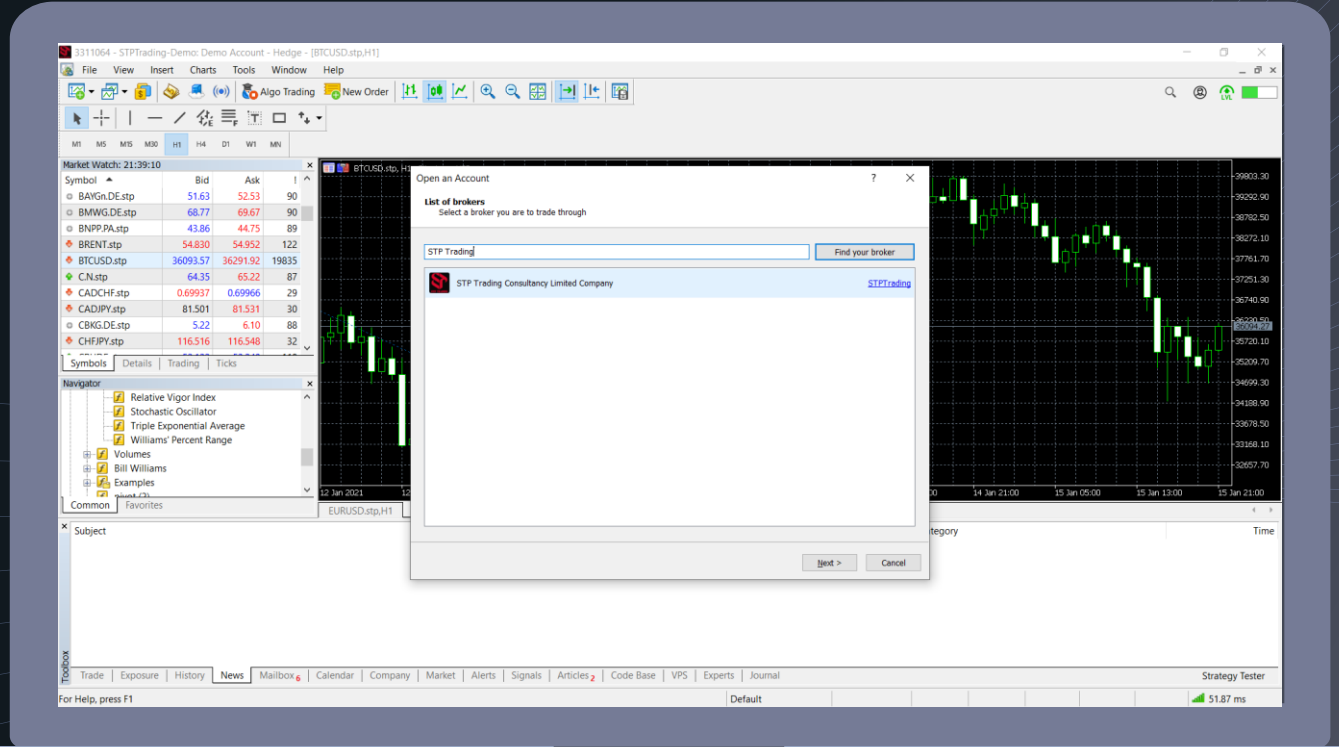 3311064 - STPTrading-Demo: Demo Account - Hedge - [BTCUSD.stp,H1]
File View Insert Charts Tools Window Help
Algo Trading New Order
LVL
E F T
M1 M5 M15 M30 H1 H4 D1 W1 MN
Market Watch: 21:39:10
Symbol Bid Ask !
BAYGn.DE.stp 51.63 52.53 90
BMWG.DE.stp 68.77 69.67 90
BNPP.PA.stp 43.86 44.75 89
BRENT.stp 54.830 54.952 122
BTCUSD.stp 36093.57 36291.92 19835
C.N.stp 64.35 65.22 87
CADCHF.stp 0.69937 0.69966 29
CADJPY.stp 81.501 81.531 30
CBKG.DE.stp 5.22 6.10 88
CHFJPY.stp 116.516 116.548 32
Symbols Details Trading Ticks
Navigator
Relative Vigor Index
Stochastic Oscillator
Triple Exponential Average
Williams' Percent Range
Volumes
Bill Williams
Examples
Common Favorites
BTCUSD.stp, H1
Open an Account ?
List of brokers
Select a broker you are to trade through
STP Trading
Find your broker
STP Trading Consultancy Limited Company STPTrading
Next > Cancel
39803.30
39292.90
38782.50
38272.10
37761.70
37251.30
36740.90
36094.27
35720.10
35209.70
34699.30
34188.90
33678.50
33168.10
32657.70
12 Jan 2021 12 00 14 Jan 21:00 15 Jan 05:00 15 Jan 13:00 15 Jan 21:00
EURUSD.stp,H1
Subject tegory Time
Toolbox
Trade Exposure History News Mailbox 6 Calendar Company Market Alerts Signals Articles 2 Code Base VPS Experts Journal Strategy Tester
For Help, press F1 Default 51.87 ms